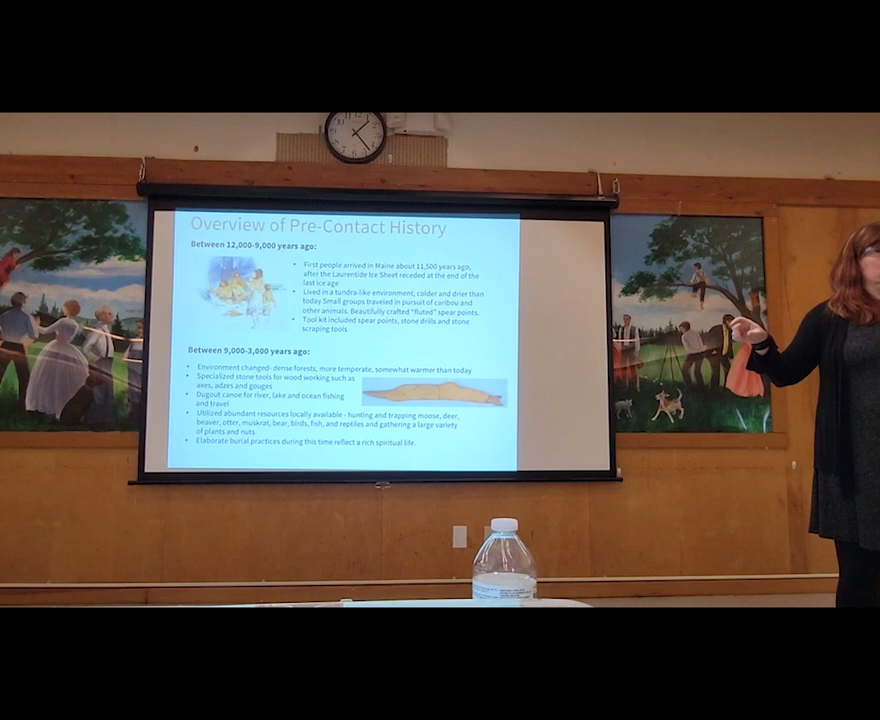 Overview of Pre-Contact History
Between 12,000-9,000 years ago:
• First people arrived in Maine about 11,500 years ago,
after the Laurentide Ice Sheet receded at the end of the
last ice age
• Lived in a tundra-like environment, colder and drier than
today Small groups traveled in pursuit of caribou and
other animals. Beautifully crafted "fluted" spear points.
• Tool kit included spear points, stone drills and stone
scraping tools
Between 9,000-3,000 years ago:
• Environment changed- dense forests, more temperate, somewhat warmer than today
• Specialized stone tools for wood working such as
axes, adzes and gouges
• Dugout canoe for river, lake and ocean fishing
and travel
• Utilized abundant resources locally available - hunting and trapping moose, deer,
beaver, otter, muskrat, bear, birds, fish, and reptiles and gathering a large variety
of plants and nuts
• Elaborate burial practices during this time reflect a rich spiritual life.